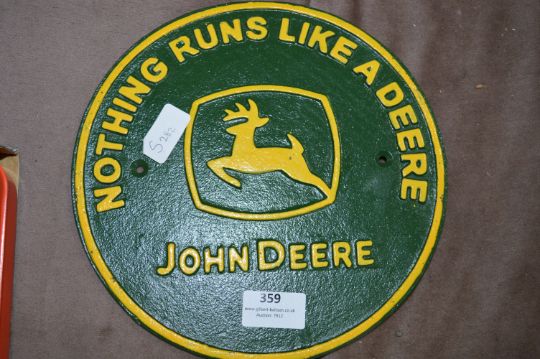 NOTHING RUNS LIKE A DEERE
JOHN DEERE
359